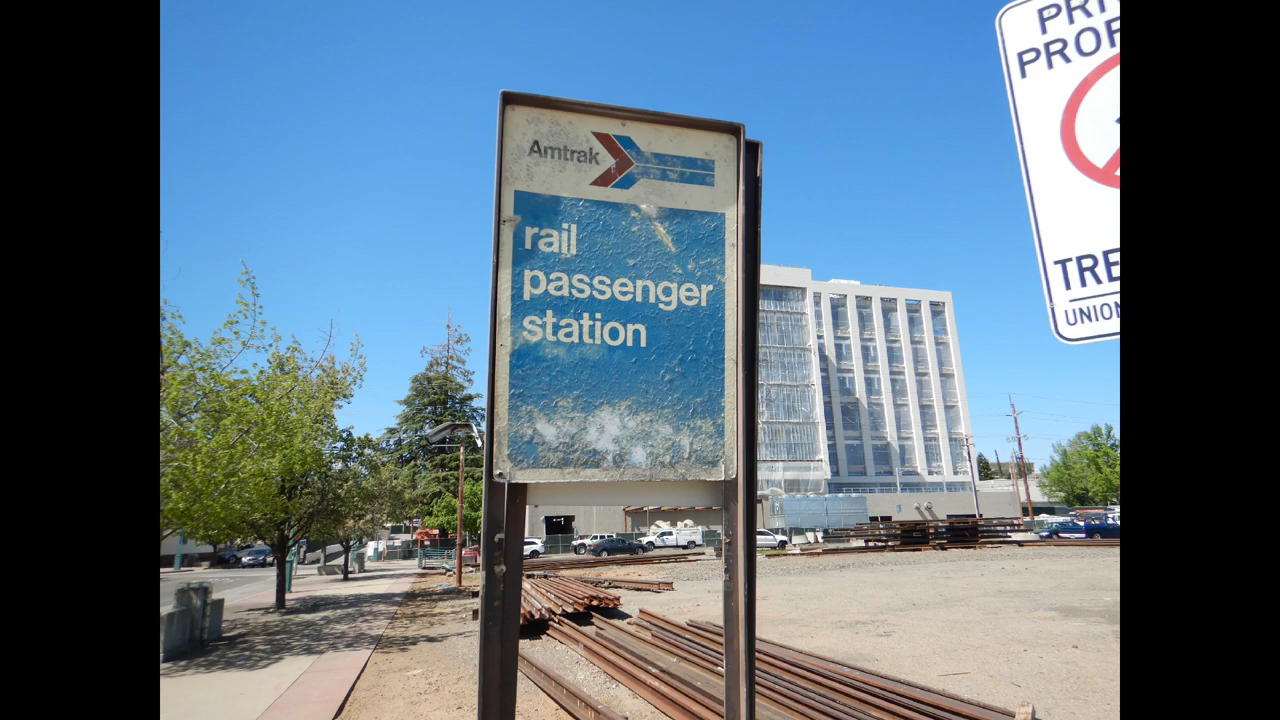 Amtrak
rail
passenger
station
PRI
PROP
TRE
UNION